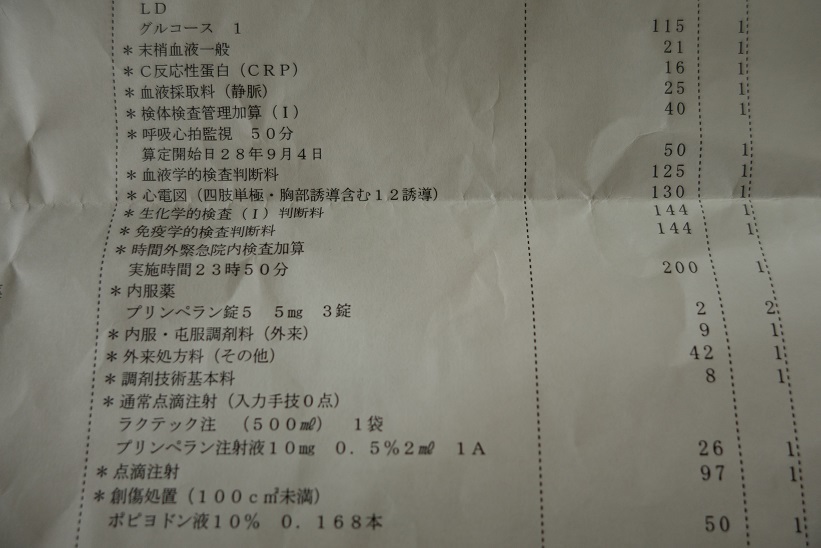 ＬＤ
グルコース　１　115　1
＊末梢血液一般　21　1
＊Ｃ反応性蛋白（ＣＲＰ）　16　1
＊血液採取料（静脈）　25　1
＊検体検査管理加算（Ⅰ）　40　1
＊呼吸心拍監視　５０分
算定開始日２８年９月４日　50　1
＊血液学的検査判断料　125　1
＊心電図（四肢単極・胸部誘導含む１２誘導）　130　1
＊生化学的検査（Ⅰ）判断料　144　1
＊免疫学的検査判断料　144　1
＊時間外緊急院内検査加算
実施時間２３時５０分　200　1
＊内服薬
プリンペラン錠５　５㎎　３錠　2　2
＊内服・屯服調剤料（外来）　9　1
＊外来処方料（その他）　42　1
＊調剤技術基本料　8　1
＊通常点滴注射（入力手技０点）
ラクテック注　（５００㎖）　１袋
プリンペラン注射液１０㎎　０．５％２㎖　１Ａ　26　1
＊点滴注射　97　1
＊創傷処置（１００ｃ㎡未満）
ポピヨドン液１０％　０．１６８本　50　1